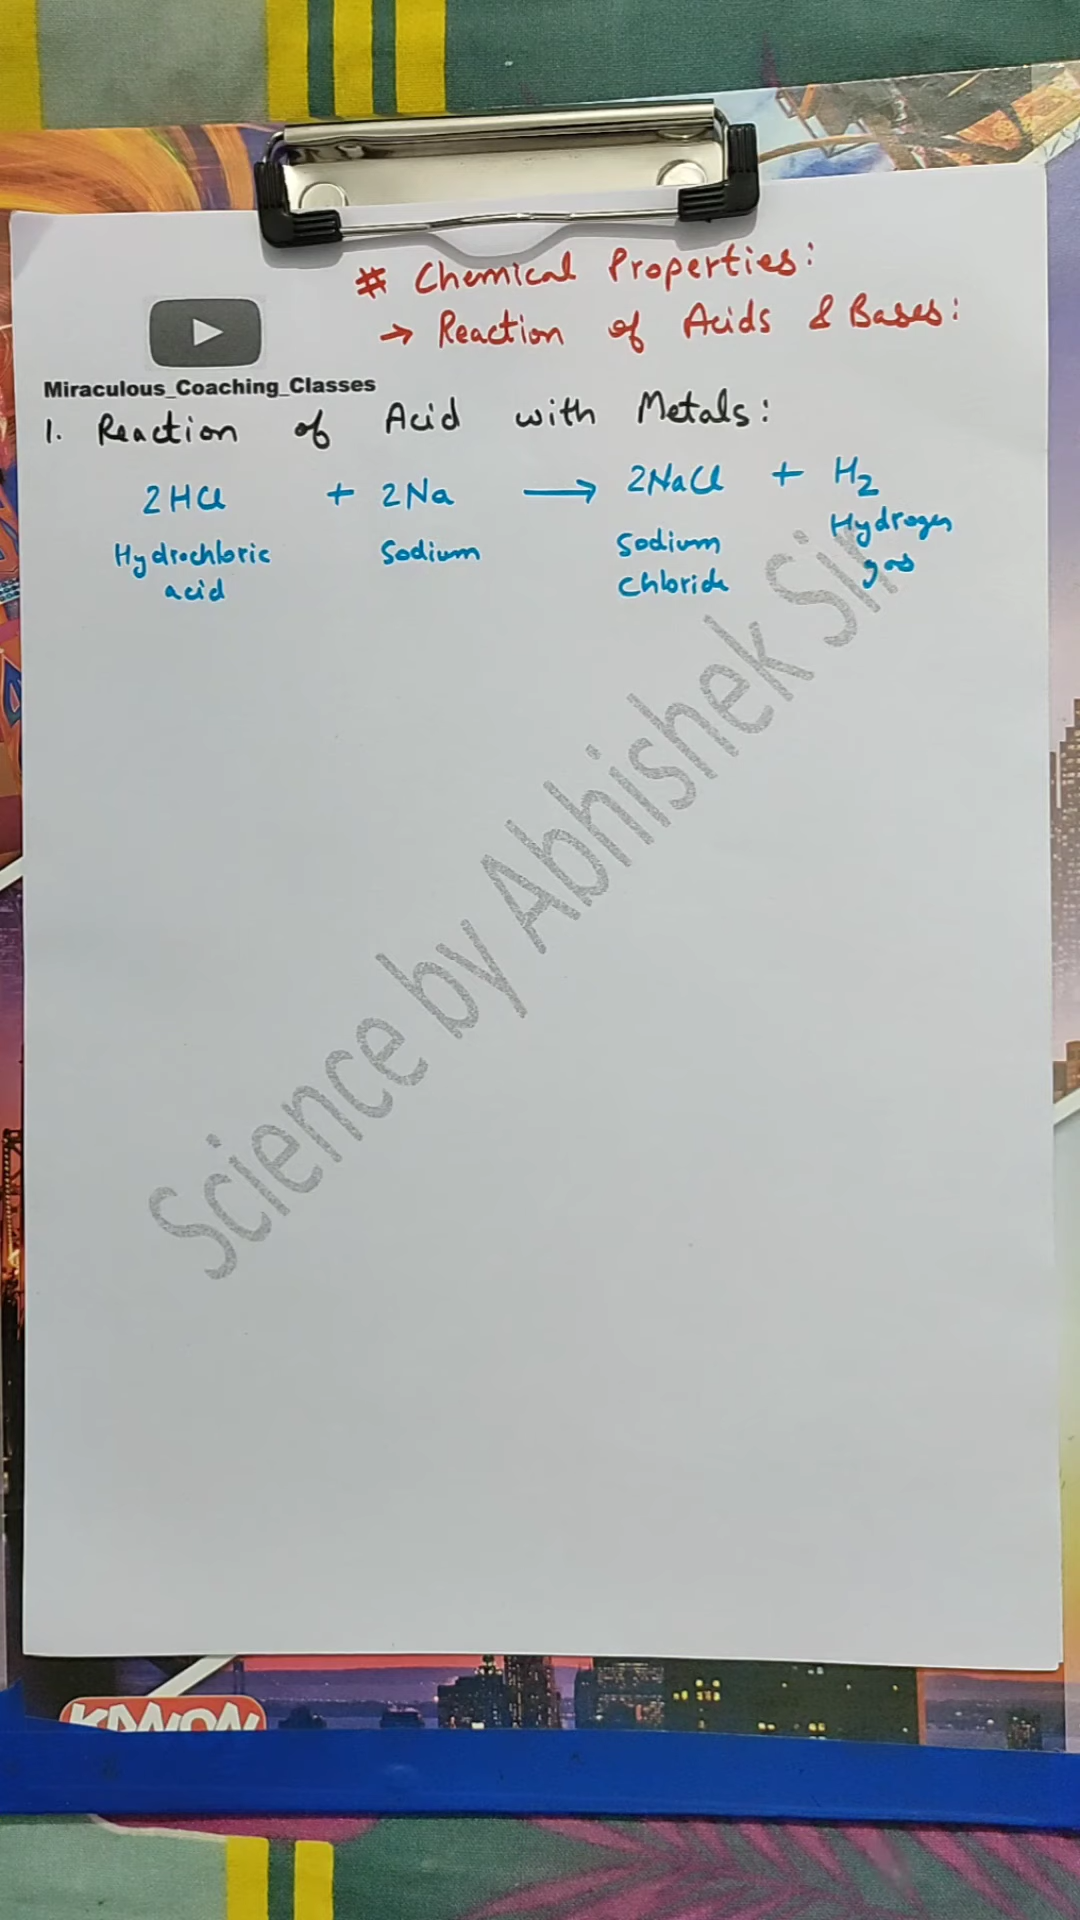 # Chemical Properties:
→ Reaction of Acids & Bases:
Miraculous_Coaching_Classes
1. Reaction of Acid with Metals:
2HCl + 2Na ⟶ 2NaCl + H₂
Hydrochloric acid
Sodium
Sodium chloride
Hydrogen gas
Science by Abhishek Sir